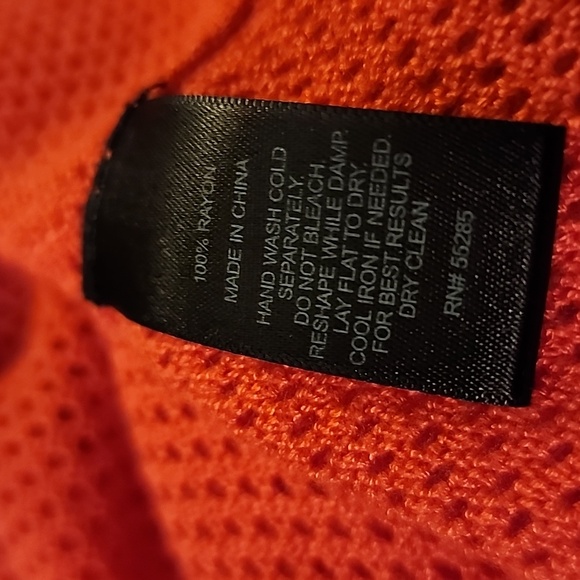 100% RAYON
MADE IN CHINA
HAND WASH COLD
SEPARATELY.
DO NOT BLEACH.
RESHAPE WHILE DAMP.
LAY FLAT TO DRY.
COOL IRON IF NEEDED.
FOR BEST RESULTS
DRY CLEAN
RN# 55285